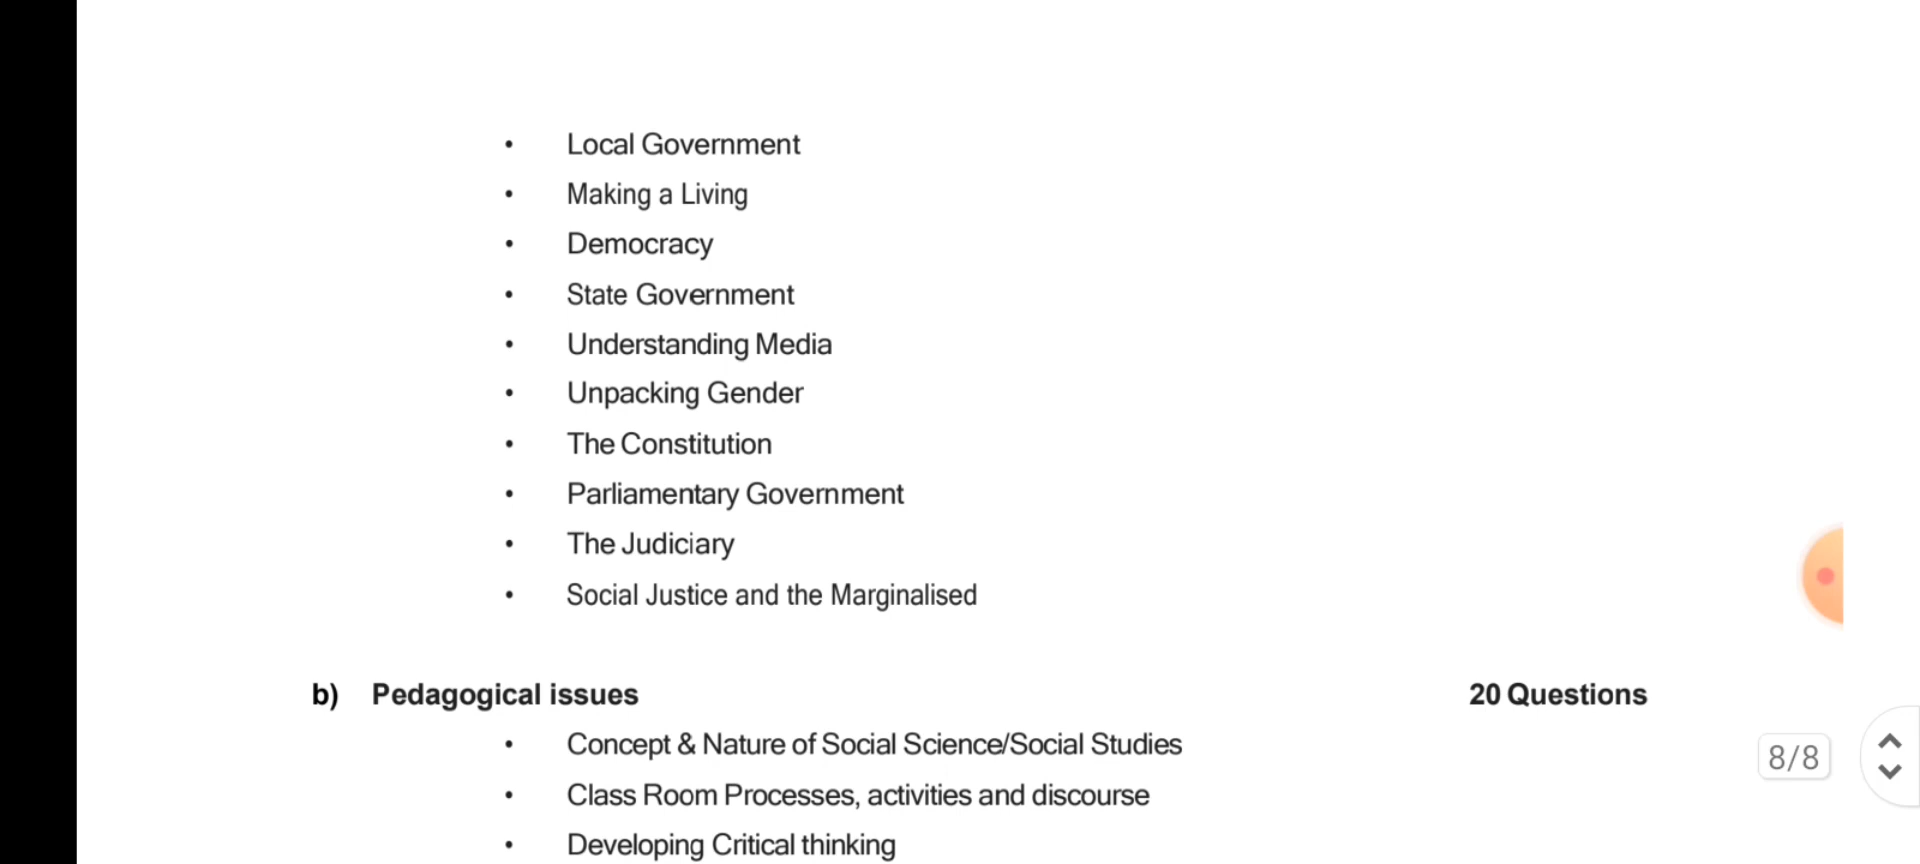 • Local Government
• Making a Living
• Democracy
• State Government
• Understanding Media
• Unpacking Gender
• The Constitution
• Parliamentary Government
• The Judiciary
• Social Justice and the Marginalised
b) Pedagogical issues 20 Questions
• Concept & Nature of Social Science/Social Studies
8/8
• Class Room Processes, activities and discourse
• Developing Critical thinking